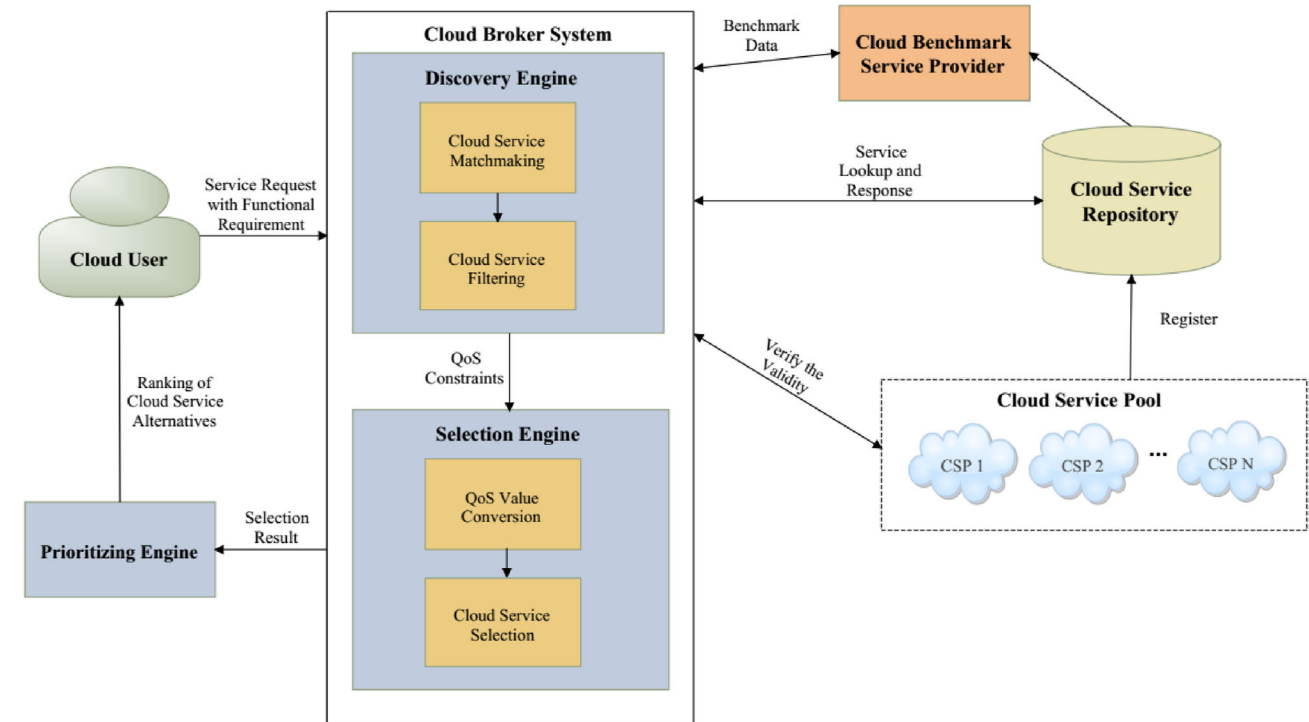 Cloud Broker System
Discovery Engine
Cloud Service
Matchmaking
Cloud Service
Filtering
QoS
Constraints
Selection Engine
QoS Value
Conversion
Cloud Service
Selection
Service Request
with Functional
Requirement
Cloud User
Ranking of
Cloud Service
Alternatives
Selection
Result
Prioritizing Engine
Benchmark
Data
Cloud Benchmark
Service Provider
Service
Lookup and
Response
Cloud Service
Repository
Register
Verify the
Validity
Cloud Service Pool
CSP 1
CSP 2
...
CSP N